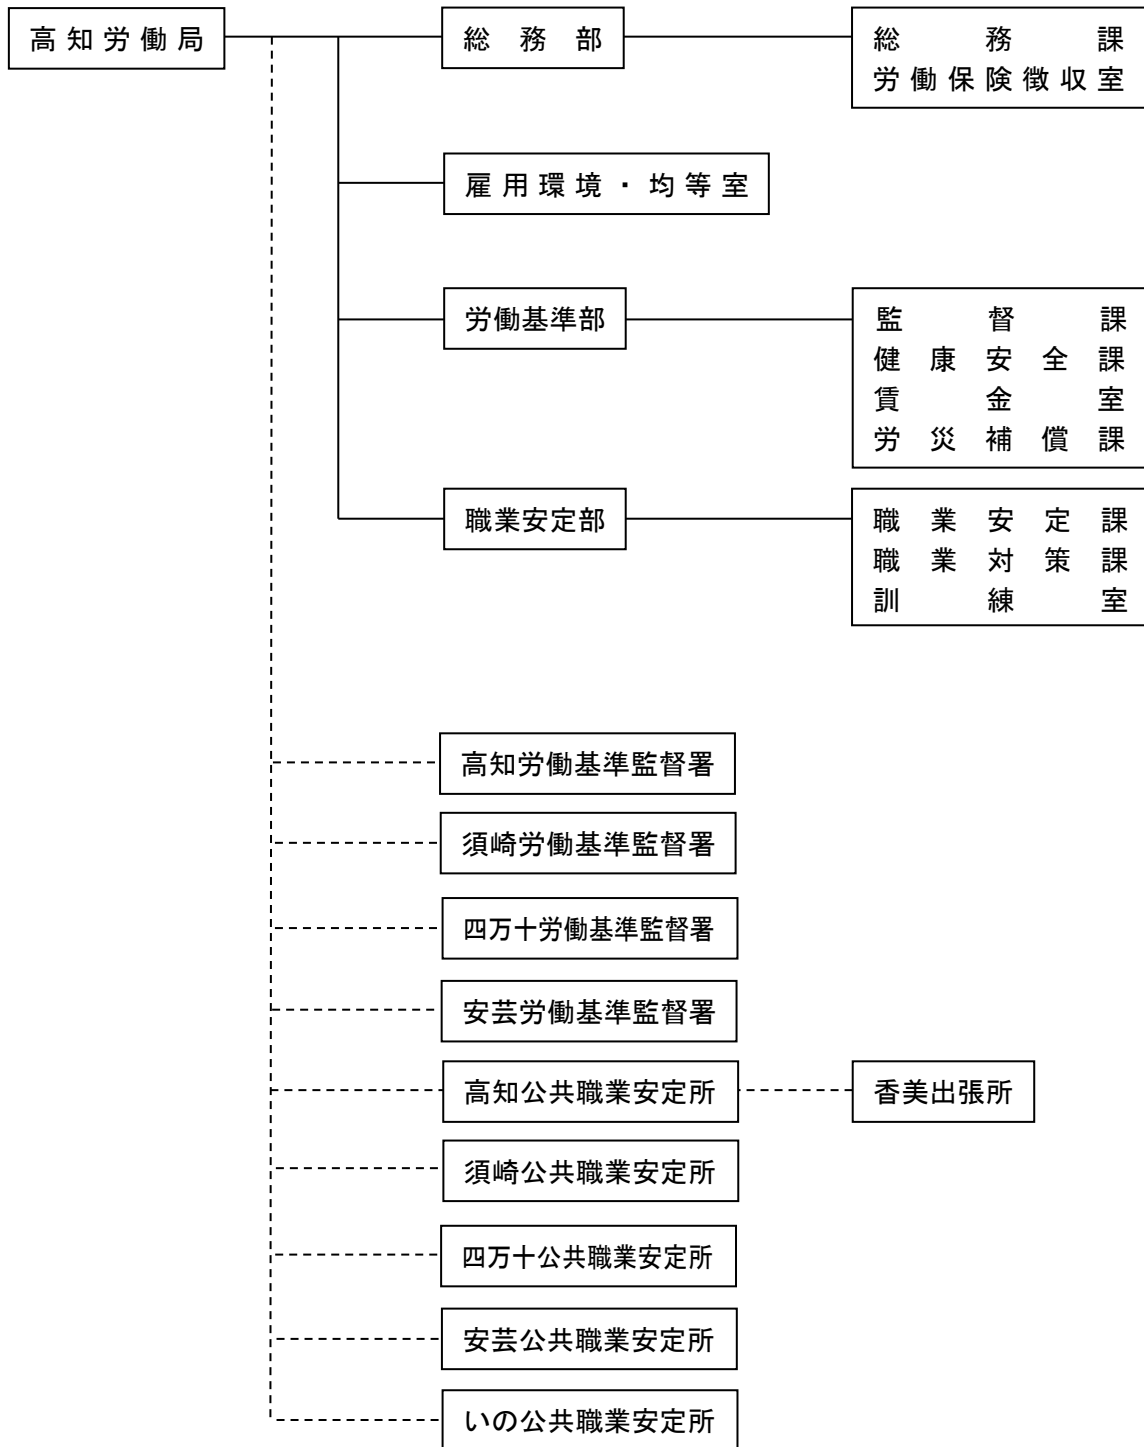 高知労働局
総務部
総務課
労働保険徴収室
雇用環境・均等室
労働基準部
監督課
健康安全課
賃金室
労災補償課
職業安定部
職業安定課
職業対策課
訓練室
高知労働基準監督署
須崎労働基準監督署
四万十労働基準監督署
安芸労働基準監督署
高知公共職業安定所
香美出張所
須崎公共職業安定所
四万十公共職業安定所
安芸公共職業安定所
いの公共職業安定所